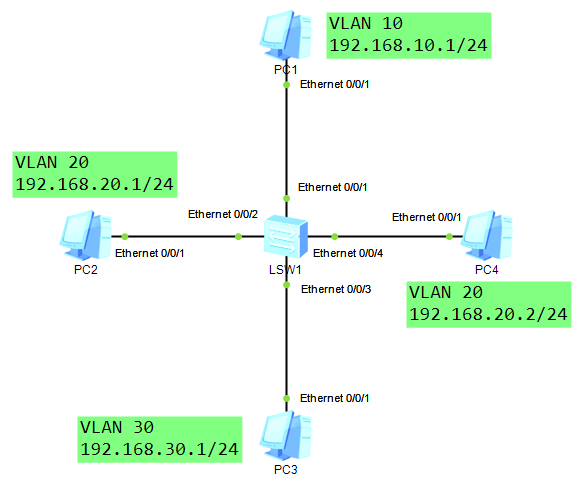 VLAN 10
192.168.10.1/24
PC1
Ethernet 0/0/1
VLAN 20
192.168.20.1/24
Ethernet 0/0/1
Ethernet 0/0/2
Ethernet 0/0/1
Ethernet 0/0/1
Ethernet 0/0/4
PC2
LSW1
PC4
Ethernet 0/0/3
VLAN 20
192.168.20.2/24
Ethernet 0/0/1
VLAN 30
192.168.30.1/24
PC3